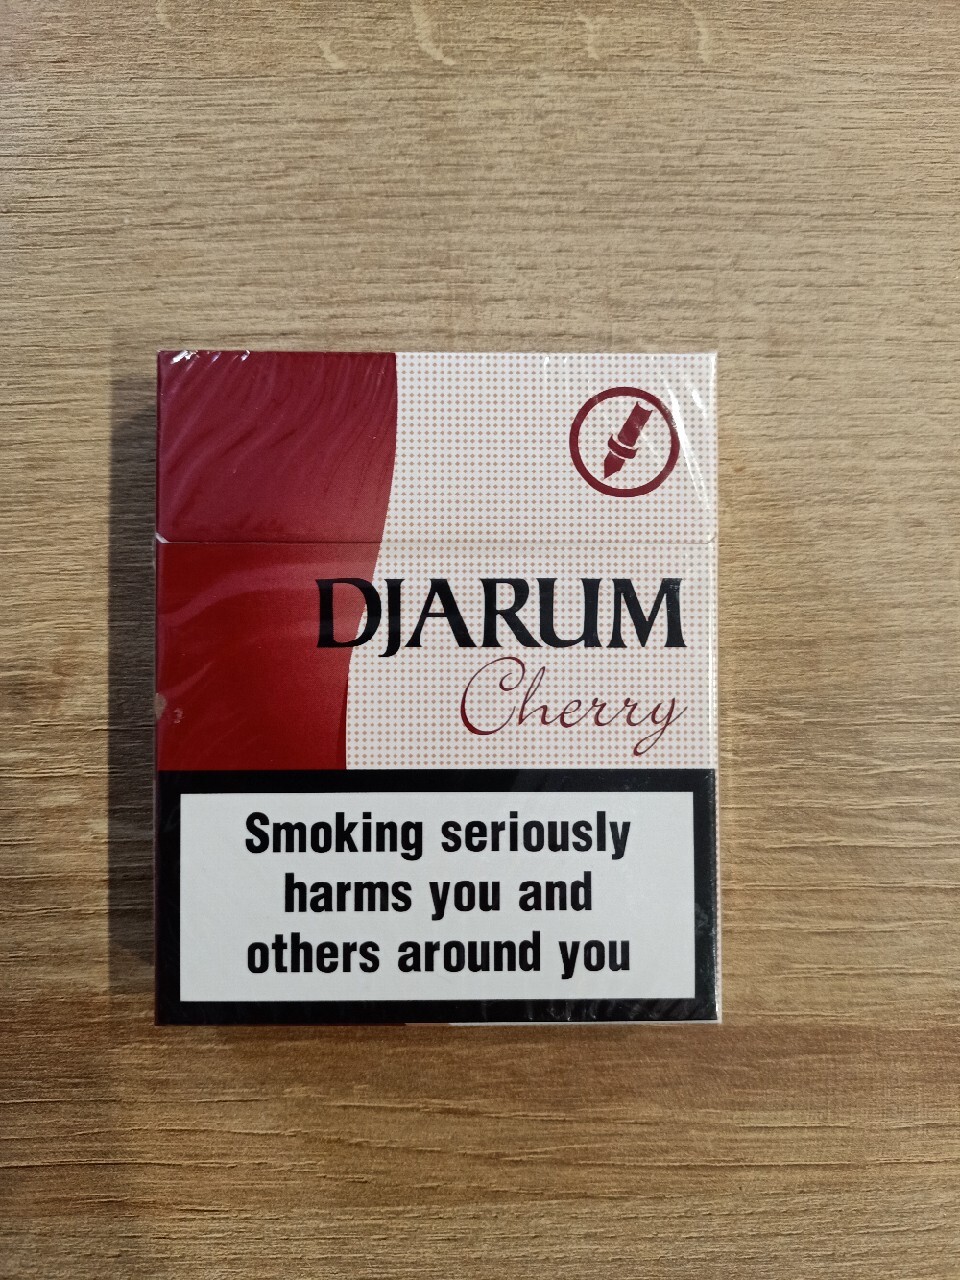 DJARUM
Cherry
Smoking seriously
harms you and
others around you